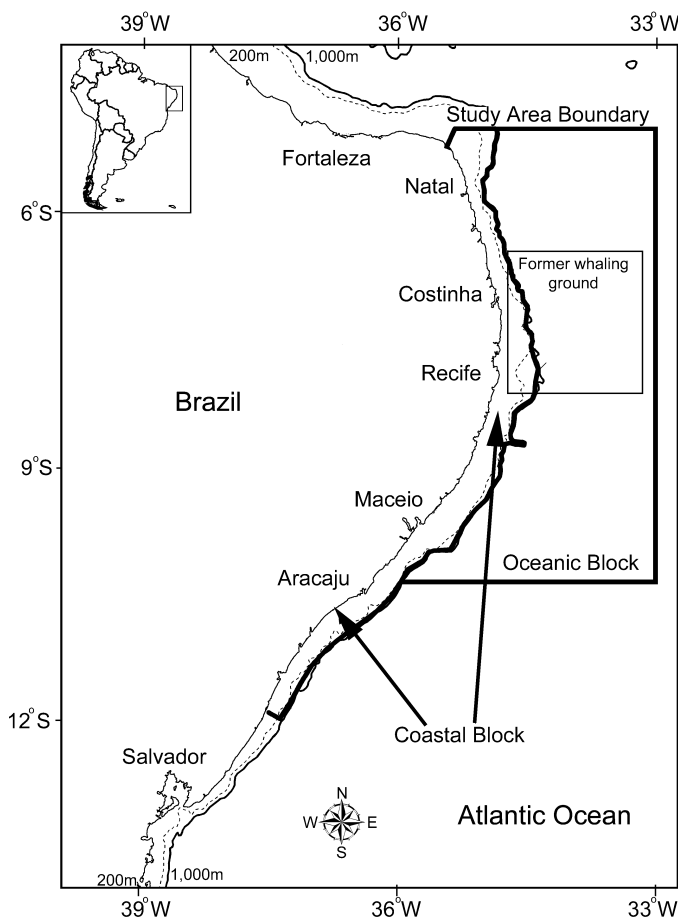 39°W
36°W
33°W
200m
1,000m
Study Area Boundary
Fortaleza
Natal
6°S
Former whaling
ground
Costinha
Recife
Brazil
9°S
Maceio
Oceanic Block
Aracaju
12°S
Coastal Block
Salvador
N
W
E
S
Atlantic Ocean
200m
1,000m
39°W
36°W
33°W